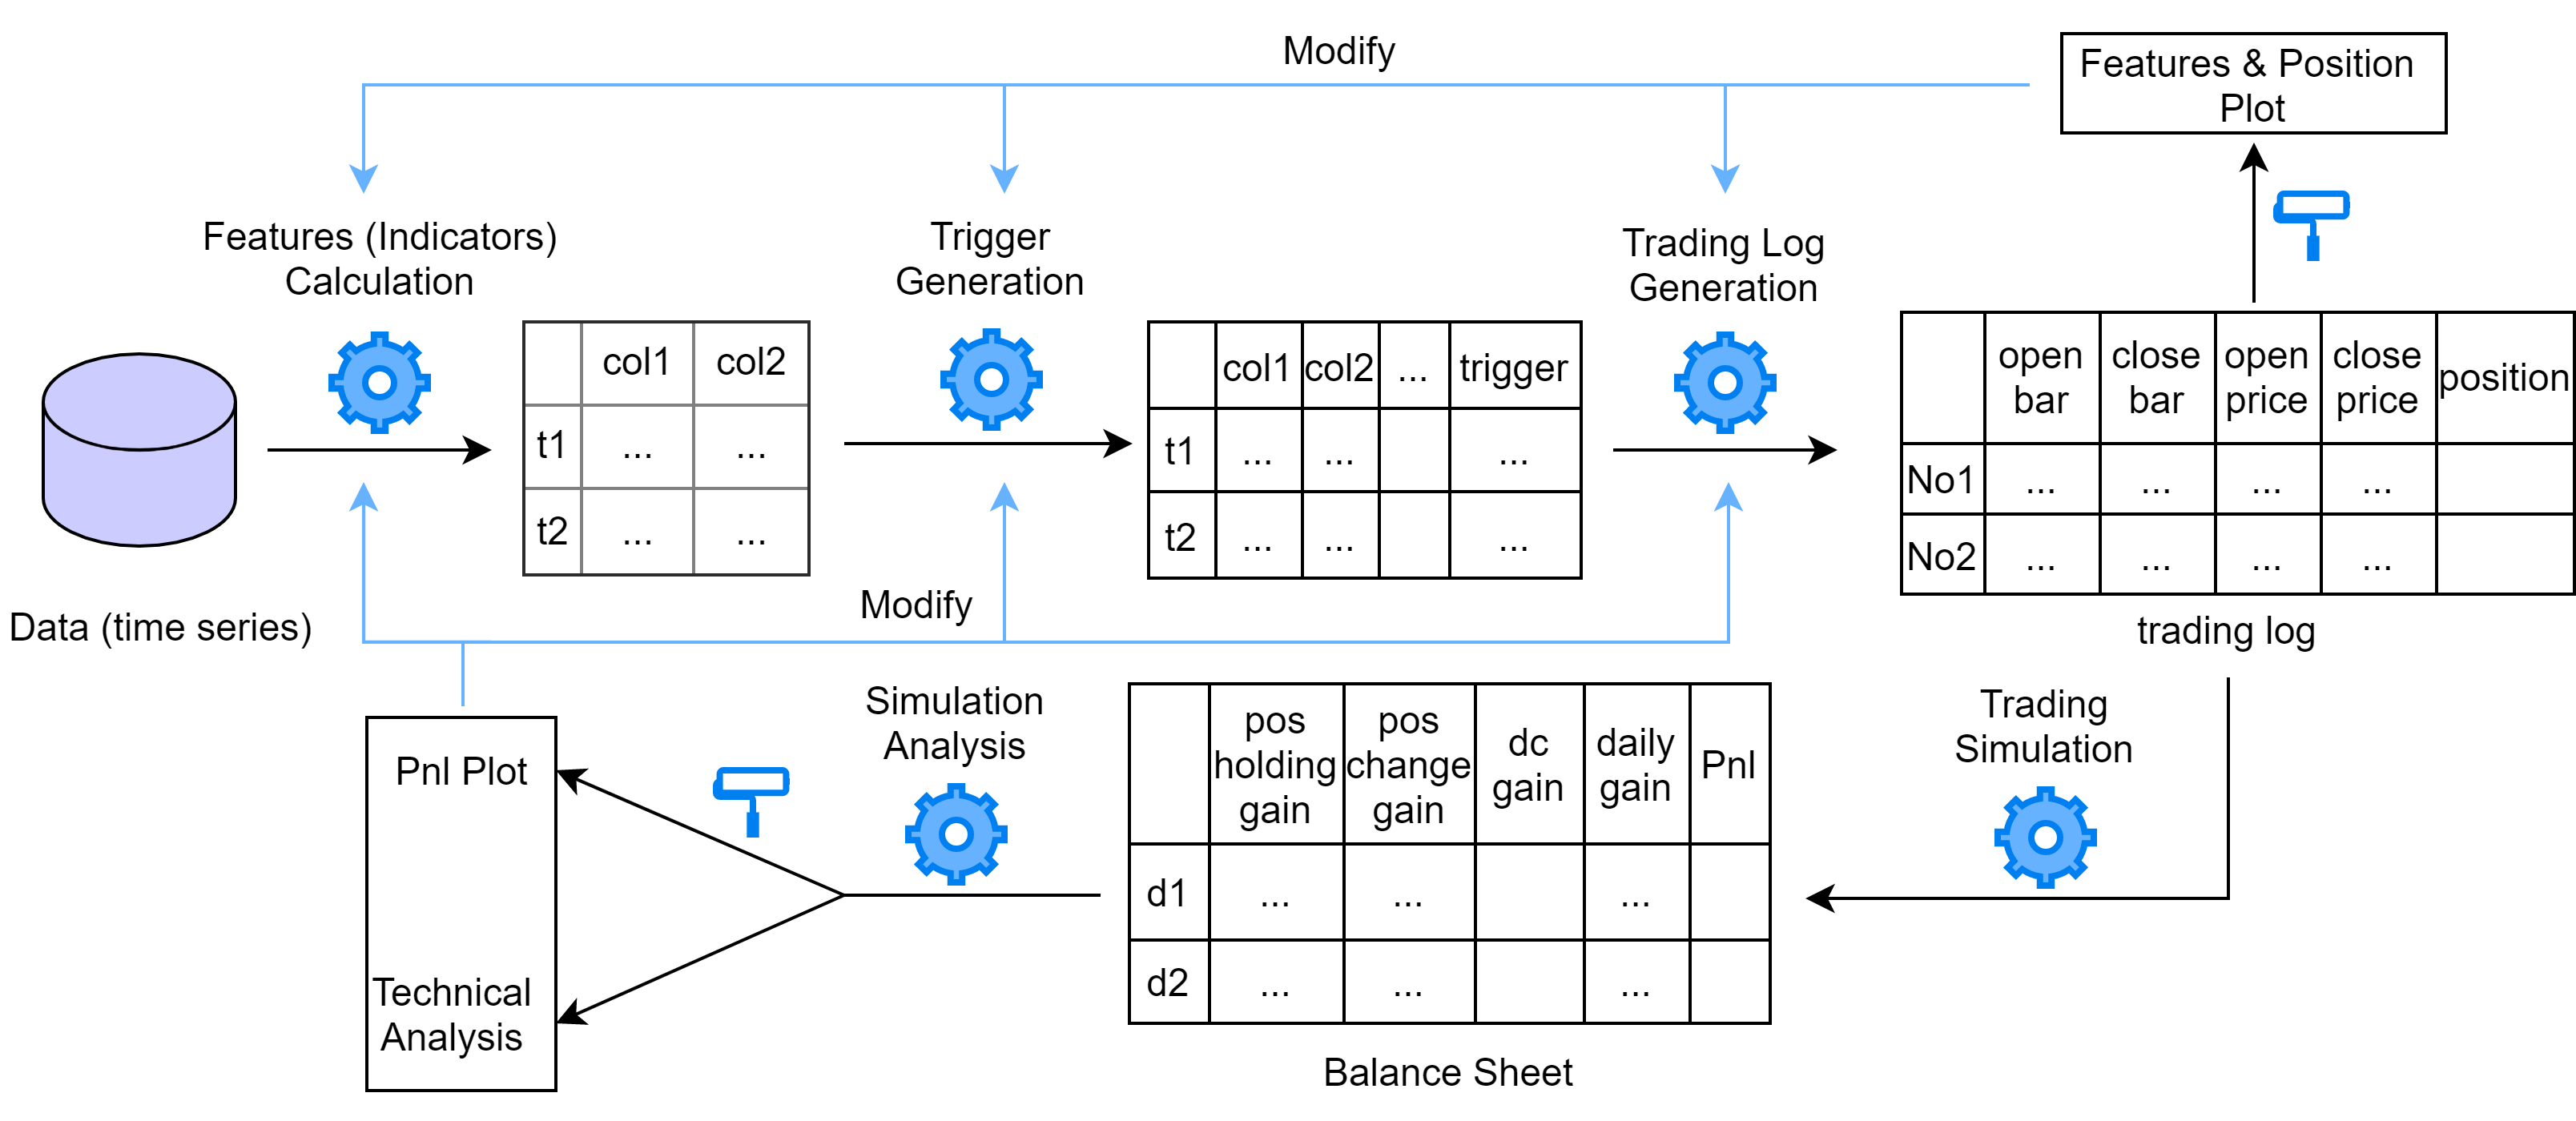 Modify
Features & Position
Plot
Features (Indicators)
Calculation
Trigger
Generation
Trading Log
Generation
col1 col2
t1 ... ...
t2 ... ...
col1 col2 ... trigger
t1 ... ... ...
t2 ... ... ...
open bar close bar open price close price position
No1 ... ... ... ...
No2 ... ... ... ...
Data (time series)
Modify
trading log
Simulation
Analysis
Trading
Simulation
Pnl Plot
Technical
Analysis
pos holding gain pos change gain dc gain daily gain Pnl
d1 ... ... ...
d2 ... ... ...
Balance Sheet